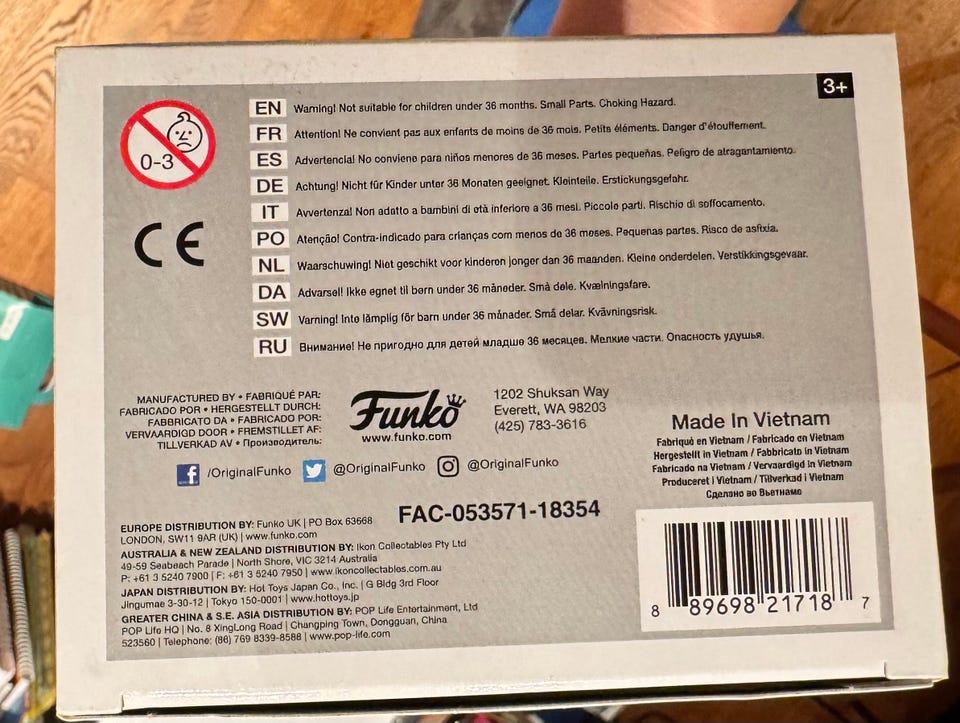 3+
0-3
EN Warning! Not suitable for children under 36 months. Small Parts. Choking Hazard.
FR Attention! Ne convient pas aux enfants de moins de 36 mois. Petits éléments. Danger d'étouffement.
ES Advertencia! No conviene para niños menores de 36 meses. Partes pequeñas. Peligro de atragantamiento.
DE Achtung! Nicht für Kinder unter 36 Monaten geeignet. Kleinteile. Erstickungsgefahr.
IT Avvertenza! Non adatto a bambini di età inferiore a 36 mesi. Piccole parti. Rischio di soffocamento.
PO Atenção! Contra-indicado para crianças com menos de 36 meses. Pequenas partes. Risco de asfixia.
NL Waarschuwing! Niet geschikt voor kinderen jonger dan 36 maanden. Kleine onderdelen. Verstikkingsgevaar.
DA Advarsel! Ikke egnet til børn under 36 måneder. Små dele. Kvælningsfare.
SW Varning! Inte lämplig för barn under 36 månader. Små delar. Kvävningsrisk.
RU Внимание! Не пригодно для детей младше 36 месяцев. Мелкие части. Опасность удушья.
CE
MANUFACTURED BY • FABRIQUÉ PAR:
FABRICADO POR • HERGESTELLT DURCH:
FABRICATO DA • FABRICADO POR:
VERVAARDIGD DOOR • FREMSTILLET AF:
TILLVERKAD AV • Производитель:
Funko
www.funko.com
1202 Shuksan Way
Everett, WA 98203
(425) 783-3616
f /OriginalFunko @OriginalFunko @OriginalFunko
Made In Vietnam
Fabriqué en Vietnam / Fabricado en Vietnam
Hergestellt in Vietnam / Fabbricato in Vietnam
Fabricado na Vietnam / Vervaardigd in Vietnam
Produceret i Vietnam / Tillverkad i Vietnam
Сделано во Вьетнаме
FAC-053571-18354
EUROPE DISTRIBUTION BY: Funko UK | PO Box 63668
LONDON, SW11 9AR (UK) | www.funko.com
AUSTRALIA & NEW ZEALAND DISTRIBUTION BY: Ikon Collectables Pty Ltd
49-59 Seabeach Parade | North Shore, VIC 3214 Australia
P: +61 3 5240 7900 | F: +61 3 5240 7950 | www.ikoncollectables.com.au
JAPAN DISTRIBUTION BY: Hot Toys Japan Co., Inc. | G Bldg 3rd Floor
Jingumae 3-30-12 | Tokyo 150-0001 | www.hottoys.jp
GREATER CHINA & S.E. ASIA DISTRIBUTION BY: POP Life Entertainment, Ltd
POP Life HQ | No. 8 XingLong Road | Changping Town, Dongguan, China
523560 | Telephone: (86) 769 8339-8588 | www.pop-life.com
8 89698 21718 7